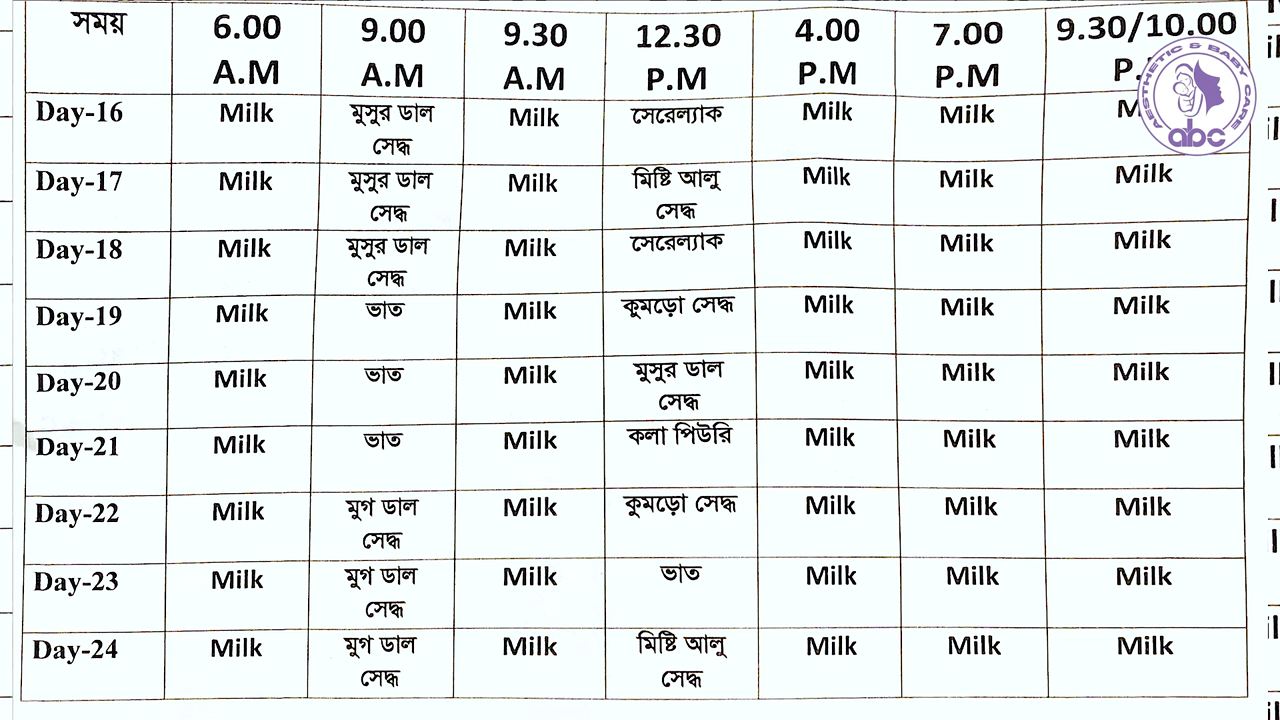 সময় 6.00 9.00 9.30 12.30 4.00 7.00 9.30/10.00
A.M A.M A.M P.M P.M P.M P.
Day-16 Milk মুসুর ডাল Milk সেরেল্যাক Milk Milk M
সেদ্ধ
Day-17 Milk মুসুর ডাল Milk মিষ্টি আলু Milk Milk Milk
সেদ্ধ সেদ্ধ
Day-18 Milk মুসুর ডাল Milk সেরেল্যাক Milk Milk Milk
সেদ্ধ
Day-19 Milk ভাত Milk কুমড়ো সেদ্ধ Milk Milk Milk
Day-20 Milk ভাত Milk মুসুর ডাল Milk Milk Milk
সেদ্ধ
Day-21 Milk ভাত Milk কলা পিউরি Milk Milk Milk
Day-22 Milk মুগ ডাল Milk কুমড়ো সেদ্ধ Milk Milk Milk
সেদ্ধ
Day-23 Milk মুগ ডাল Milk ভাত Milk Milk Milk
সেদ্ধ
Day-24 Milk মুগ ডাল Milk মিষ্টি আলু Milk Milk Milk
সেদ্ধ সেদ্ধ
AESTHETIC & BABY CARE
abc